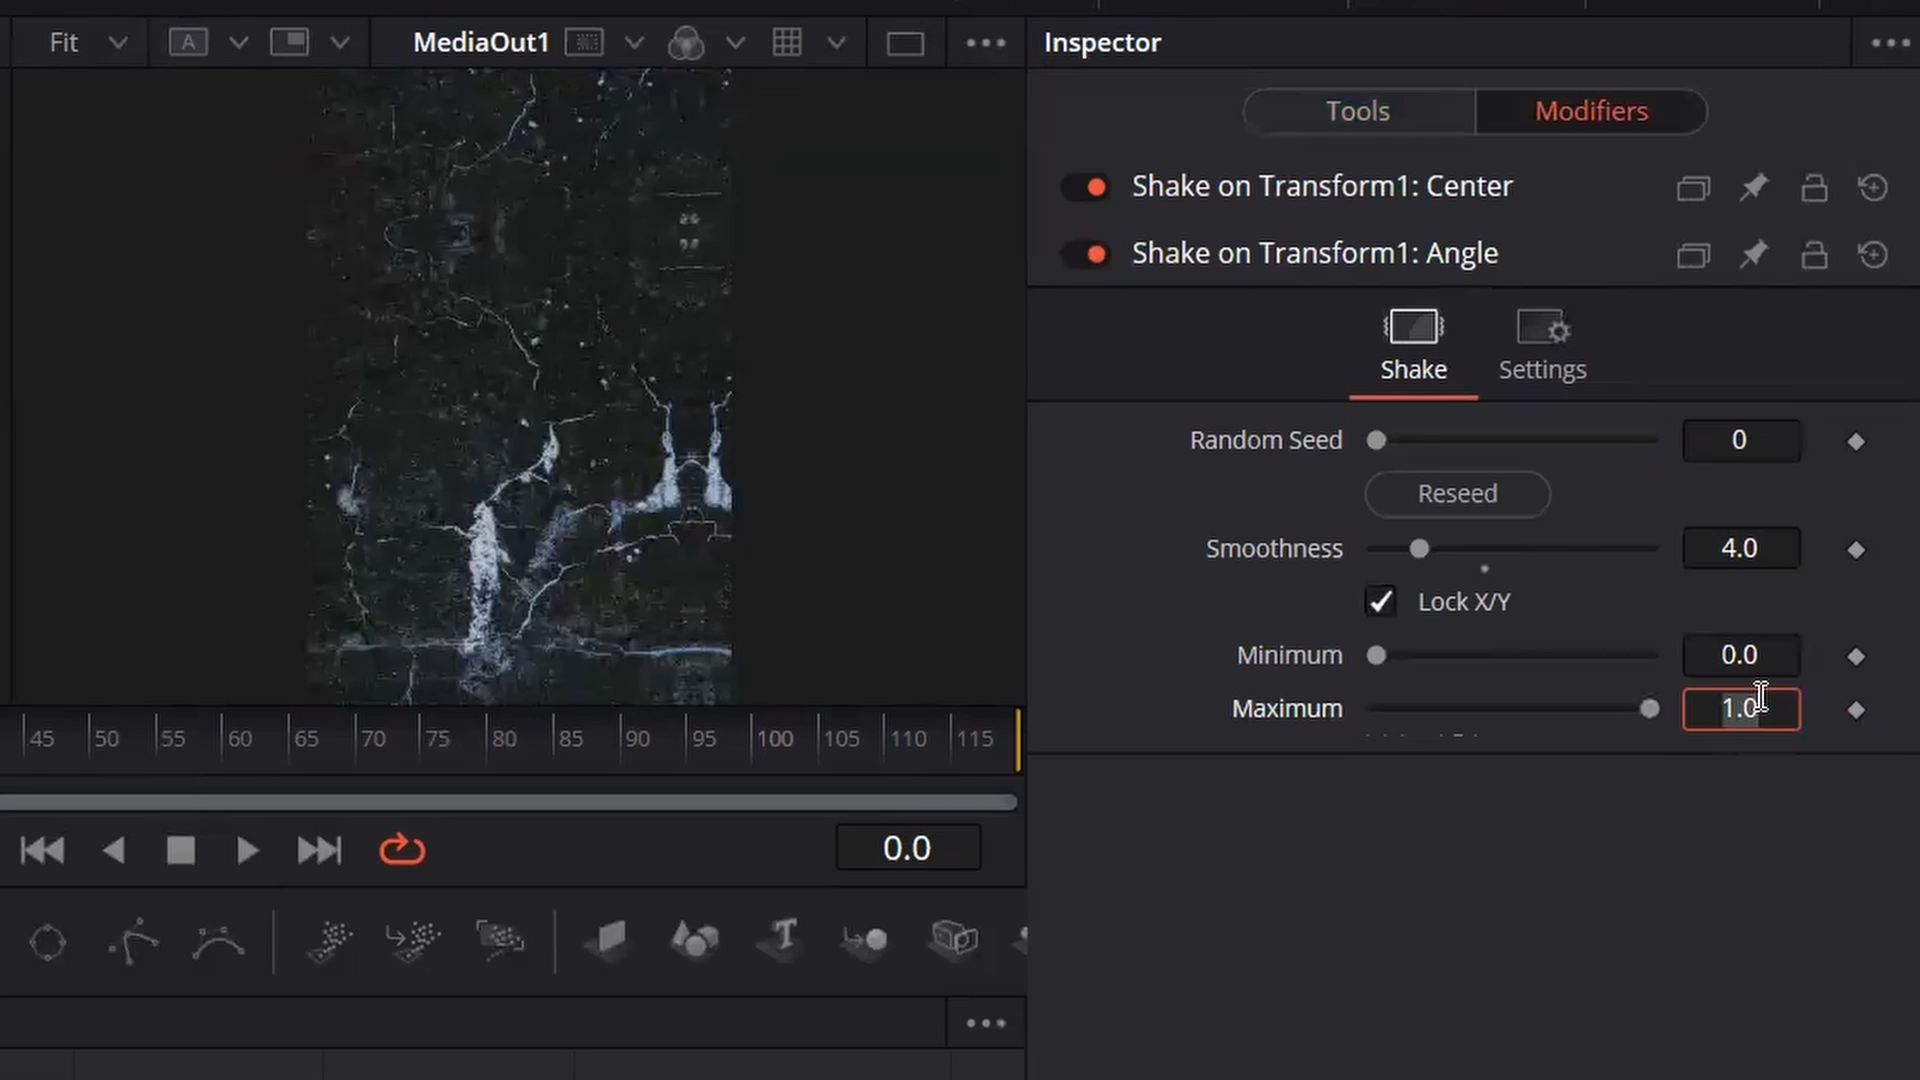 Fit
A
MediaOut1
Inspector
Tools
Modifiers
Shake on Transform1: Center
Shake on Transform1: Angle
Shake
Settings
Random Seed
0
Reseed
Smoothness
4.0
Lock X/Y
Minimum
0.0
Maximum
1.0
45 50 55 60 65 70 75 80 85 90 95 100 105 110 115
0.0
T